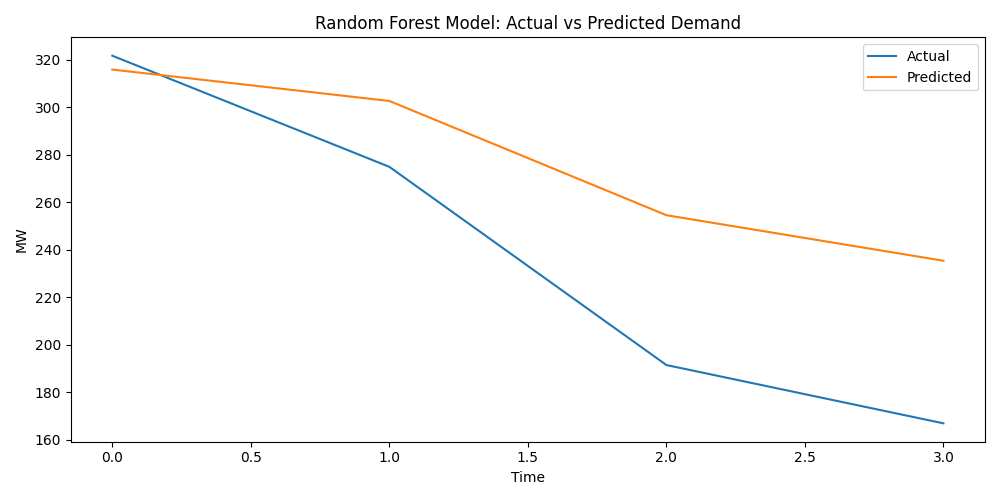 Random Forest Model: Actual vs Predicted Demand
Actual
Predicted
MW
320
300
280
260
240
220
200
180
160
0.0 0.5 1.0 1.5 2.0 2.5 3.0
Time